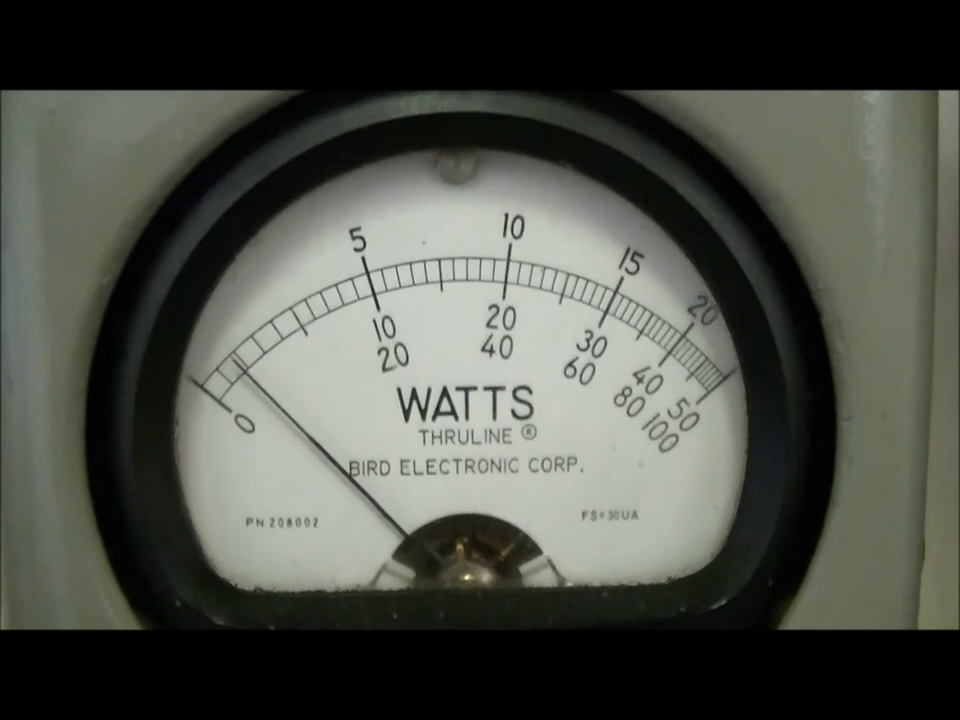 5 10 15 20
0 10 20 30 40 50
20 40 60 80 100
WATTS
THRULINE ®
BIRD ELECTRONIC CORP.
PN 208002
FS=30UA